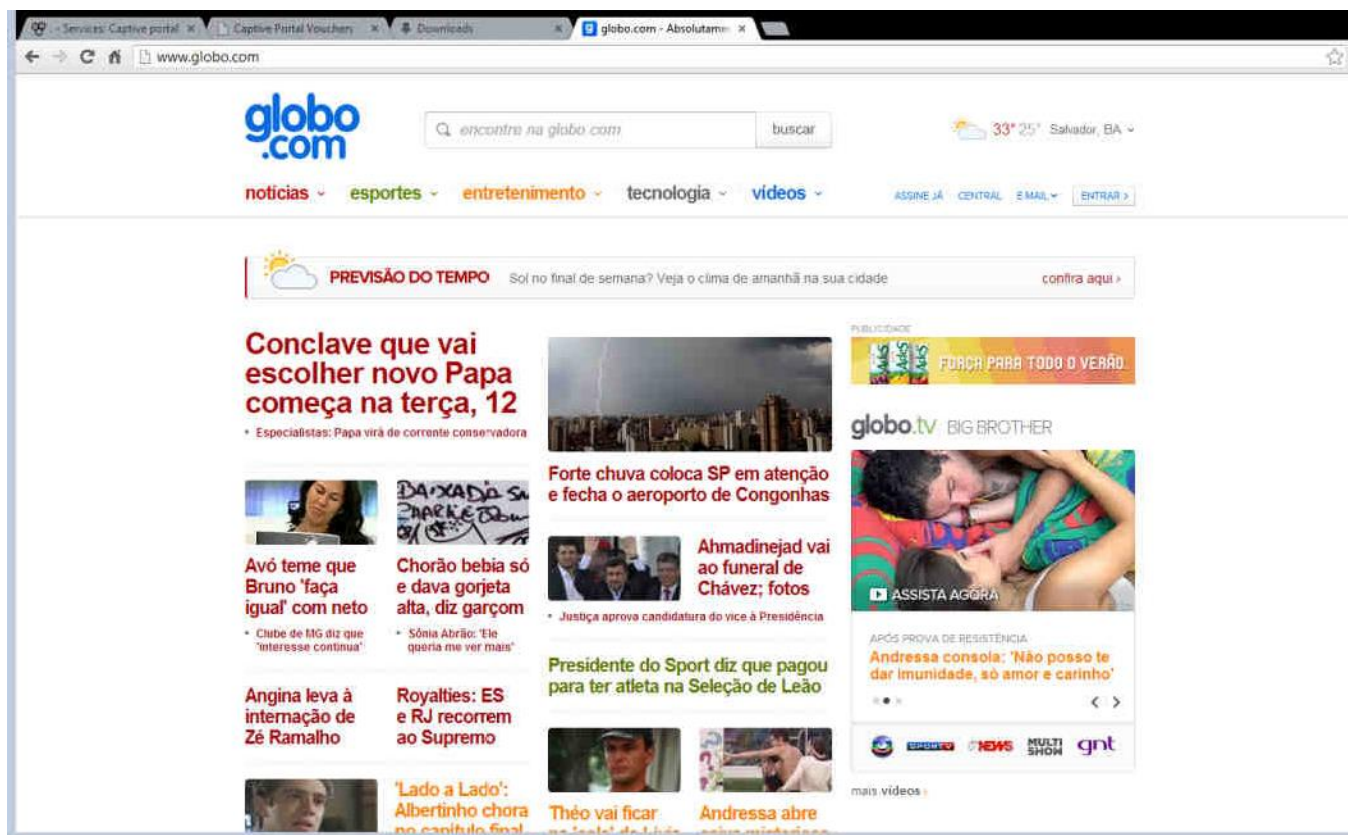 - Services: Captive portal
Captive Portal Vouchers
Downloads
globo.com - Absolutame
www.globo.com
globo
.com
encontre na globo.com
buscar
33° 25° Salvador, BA
notícias
esportes
entretenimento
tecnologia
vídeos
ASSINE JÁ
CENTRAL
E-MAIL
ENTRAR >
PREVISÃO DO TEMPO
Sol no final de semana? Veja o clima de amanhã na sua cidade
confira aqui >
Conclave que vai
escolher novo Papa
começa na terça, 12
• Especialistas: Papa virá de corrente conservadora
Avó teme que
Bruno 'faça
igual' com neto
• Clube de MG diz que
'interesse continua'
BAIXADA
Chorão bebia só
e dava gorjeta
alta, diz garçom
• Sônia Abrão: 'Ele
queria me ver mais'
Angina leva à
internação de
Zé Ramalho
Royalties: ES
e RJ recorrem
ao Supremo
'Lado a Lado':
Albertinho chora
no capítulo final
Forte chuva coloca SP em atenção
e fecha o aeroporto de Congonhas
Ahmadinejad vai
ao funeral de
Chávez; fotos
• Justiça aprova candidatura do vice à Presidência
Presidente do Sport diz que pagou
para ter atleta na Seleção de Leão
Théo vai ficar
Andressa abre
PUBLICIDADE
AdeS AdeS AdeS
FORÇA PARA TODO O VERÃO
globo.tv BIG BROTHER
ASSISTA AGORA
APÓS PROVA DE RESISTÊNCIA
Andressa consola: 'Não posso te
dar imunidade, só amor e carinho'
SPORTV
NEWS
MULTI
SHOW
gnt
mais vídeos >